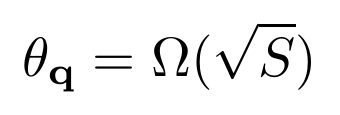 θ_𝐪 = Ω(√S)